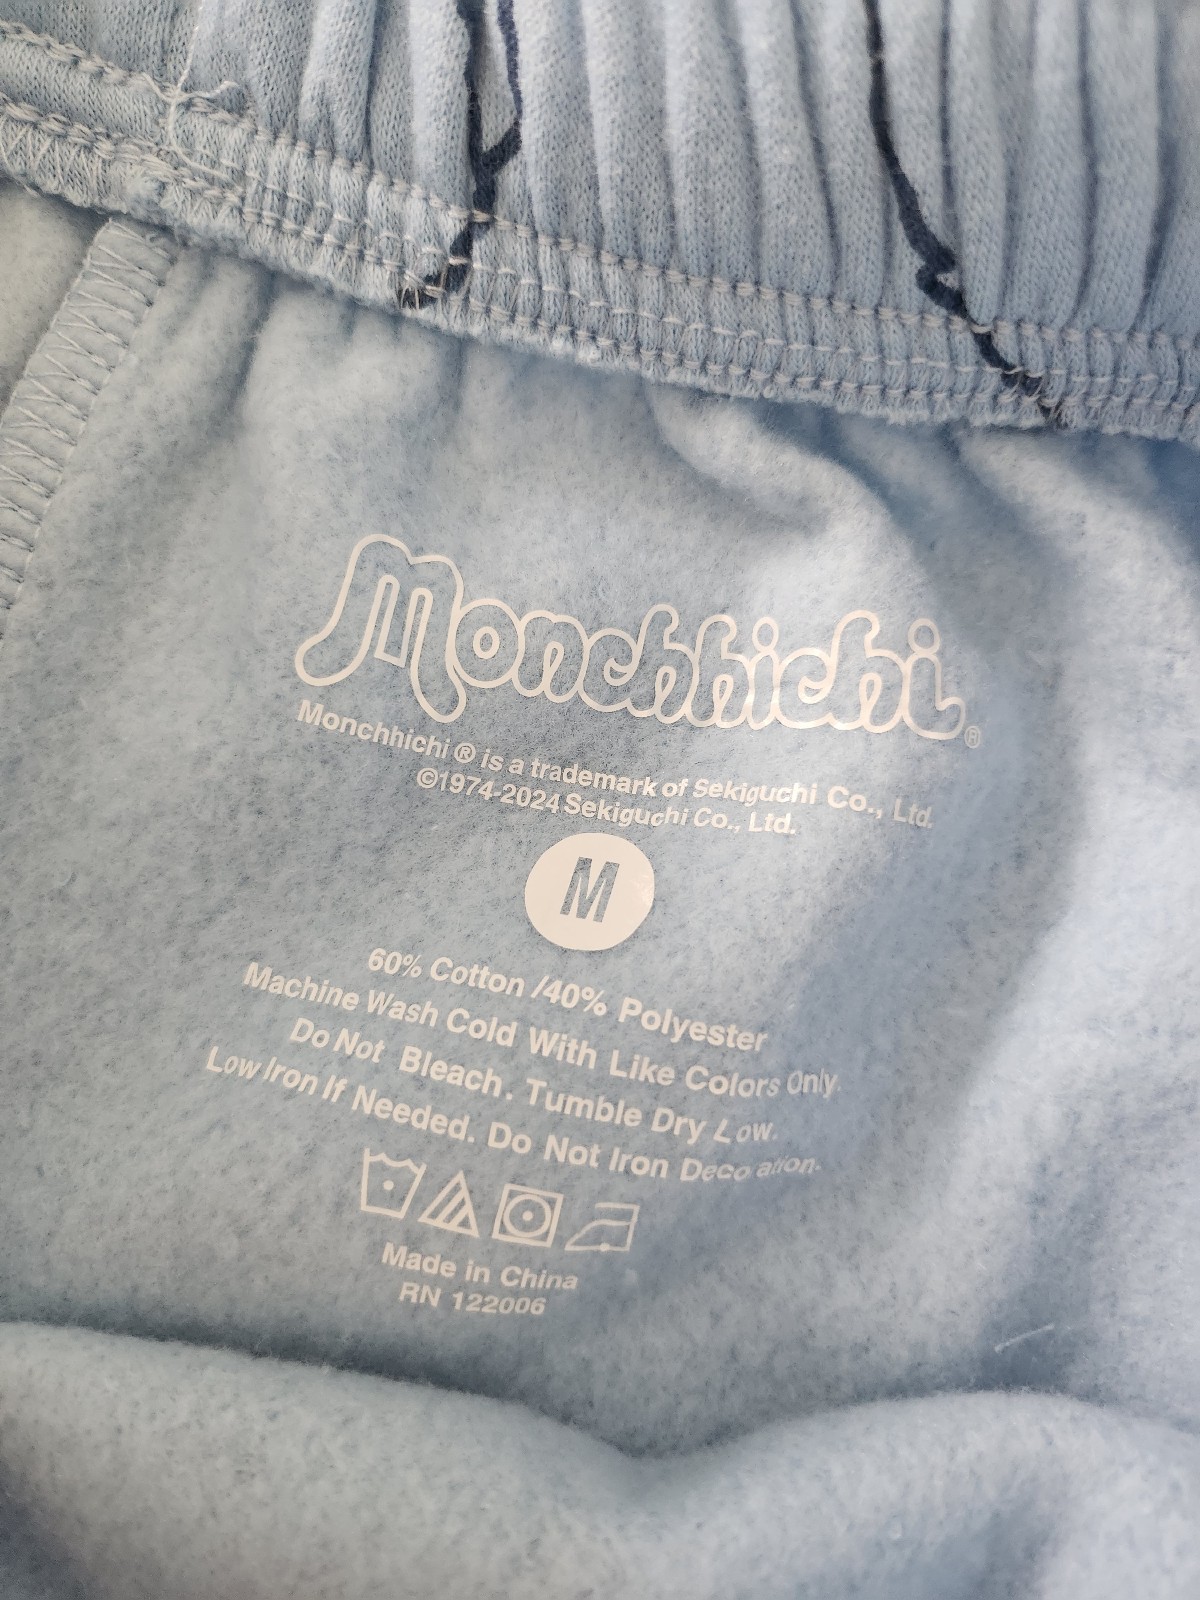 Monchhichi®
Monchhichi® is a trademark of Sekiguchi Co., Ltd.
©1974-2024 Sekiguchi Co., Ltd.
M
60% Cotton /40% Polyester
Machine Wash Cold With Like Colors Only.
Do Not Bleach. Tumble Dry Low.
Low Iron If Needed. Do Not Iron Deco ation.
Made in China
RN 122006